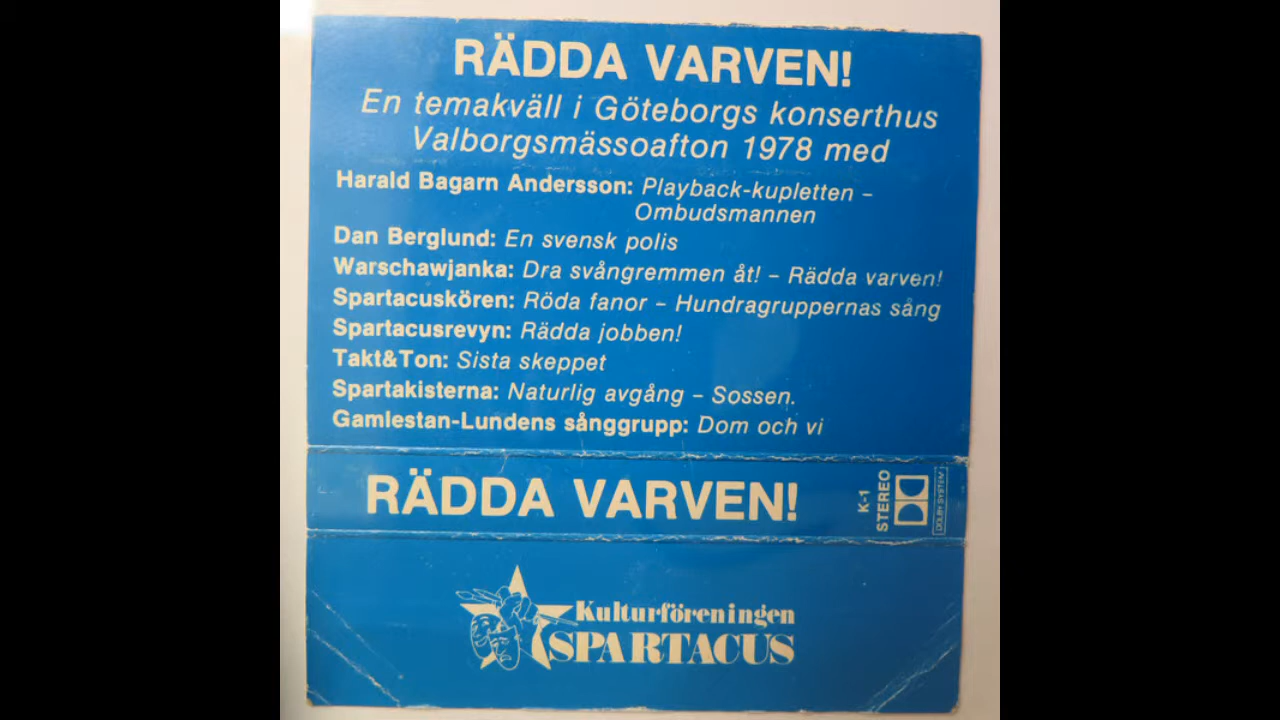 RÄDDA VARVEN!
En temakväll i Göteborgs konserthus
Valborgsmässoafton 1978 med
Harald Bagarn Andersson: Playback-kupletten –
Ombudsmannen
Dan Berglund: En svensk polis
Warschawjanka: Dra svångremmen åt! – Rädda varven!
Spartacuskören: Röda fanor – Hundragruppernas sång
Spartacusrevyn: Rädda jobben!
Takt&Ton: Sista skeppet
Spartakisterna: Naturlig avgång – Sossen.
Gamlestan-Lundens sånggrupp: Dom och vi
RÄDDA VARVEN!
K-1
STEREO
DOLBY SYSTEM
Kulturföreningen
SPARTACUS